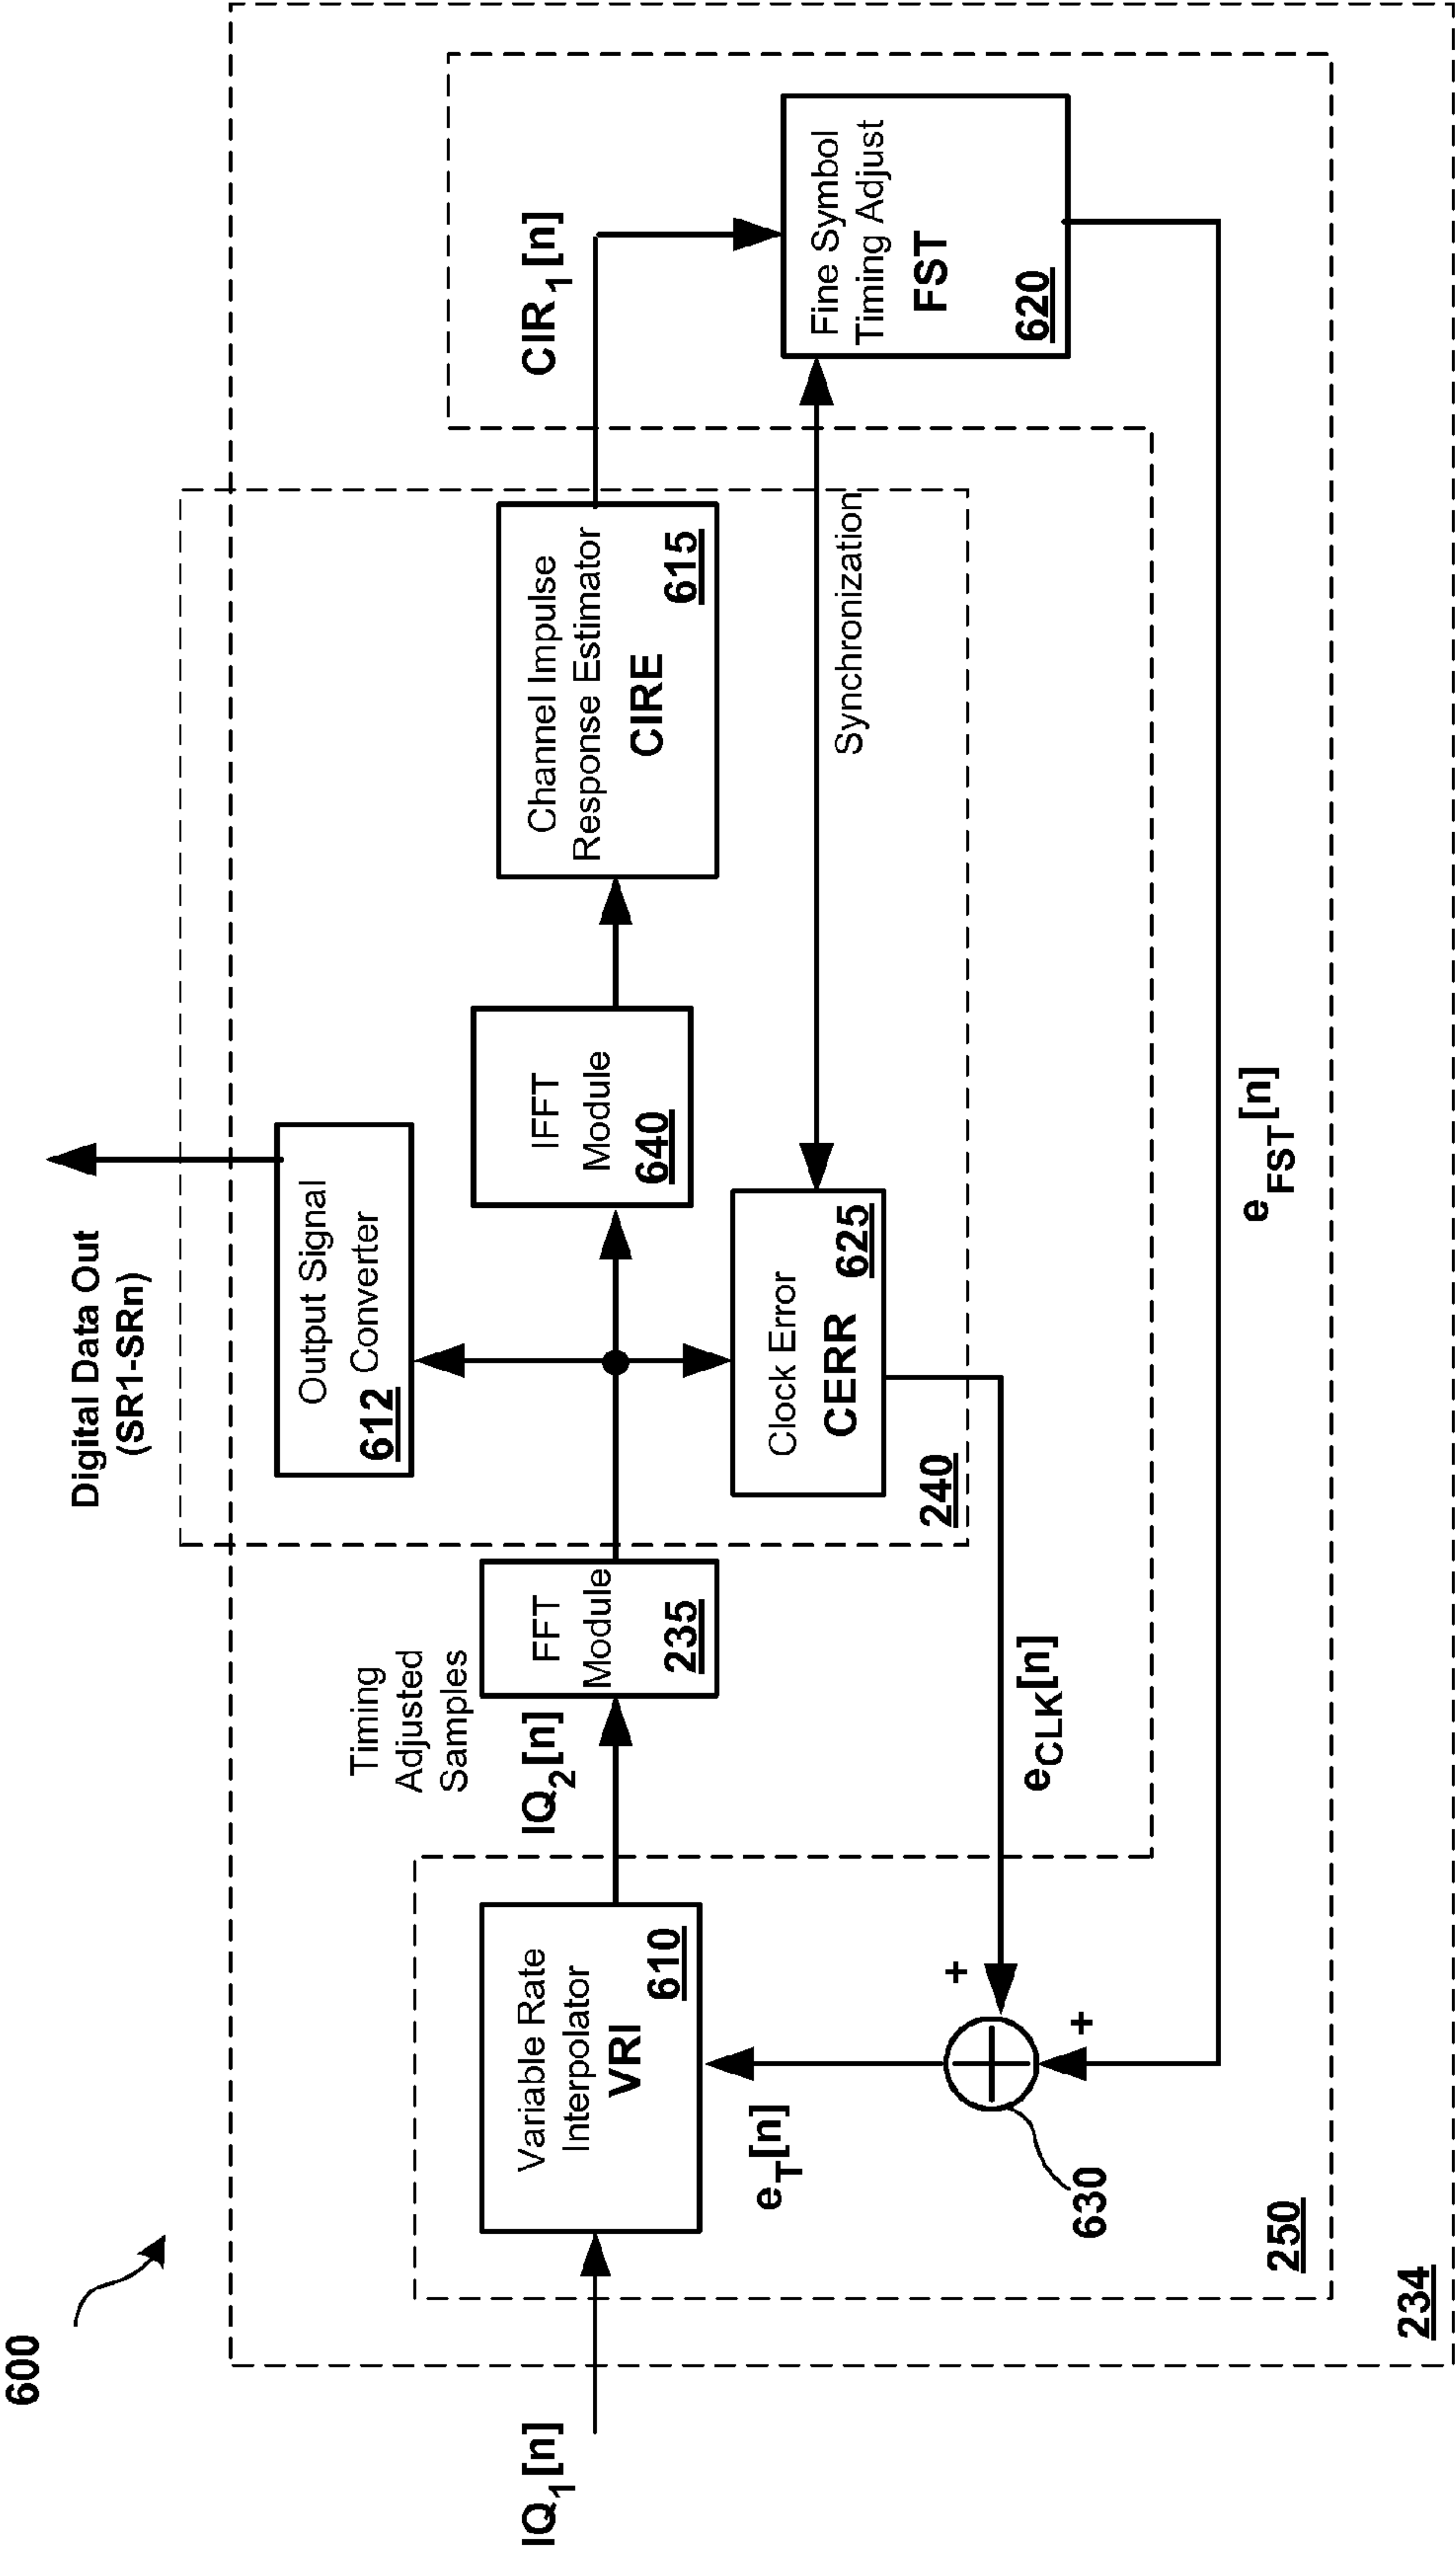 600
Digital Data Out
(SR1-SRn)
Output Signal
Converter
612
Timing
Adjusted
Samples
IQ1[n]
Variable Rate
Interpolator
VRI
610
IQ2[n]
FFT
Module
235
IFFT
Module
640
Channel Impulse
Response Estimator
CIRE
615
CIR1[n]
Fine Symbol
Timing Adjust
FST
620
Clock Error
CERR
625
Synchronization
240
eT[n]
+
+
630
eCLK[n]
eFST[n]
250
234